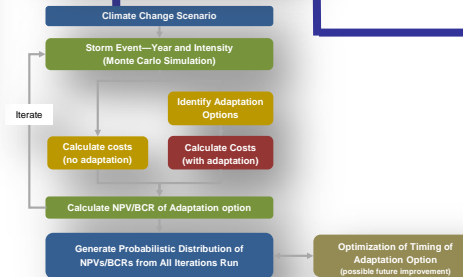 Climate Change Scenario
Storm Event—Year and Intensity
(Monte Carlo Simulation)
Identify Adaptation
Options
Iterate
Calculate costs
(no adaptation)
Calculate Costs
(with adaptation)
Calculate NPV/BCR of Adaptation option
Generate Probabilistic Distribution of
NPVs/BCRs from All Iterations Run
Optimization of Timing of
Adaptation Option
(possible future improvement)